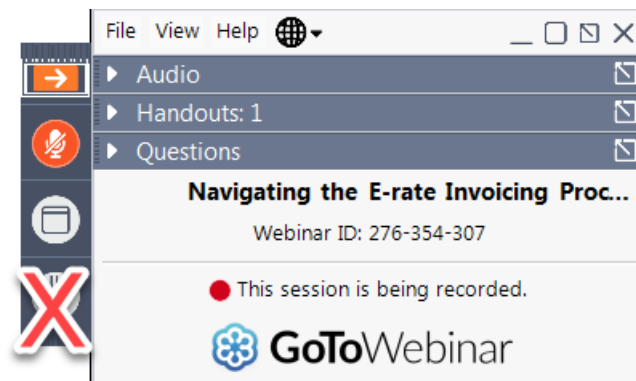 File View Help
Audio
Handouts: 1
Questions
Navigating the E-rate Invoicing Proc...
Webinar ID: 276-354-307
This session is being recorded.
GoToWebinar